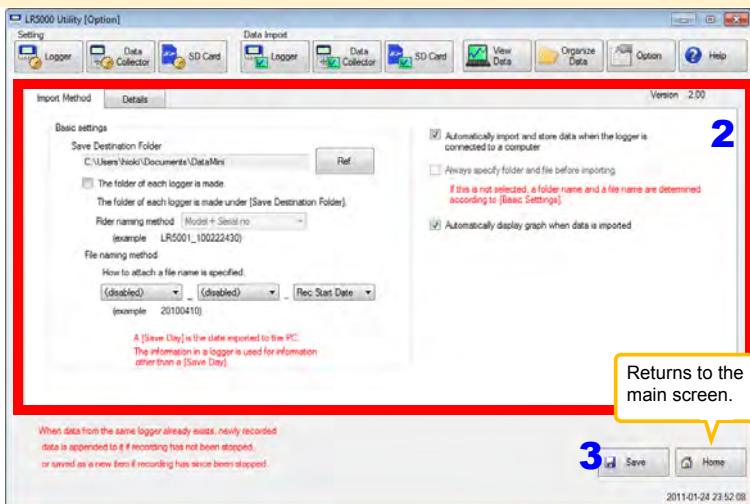 LR5000 Utility [Option]
Setting
Data Import
Logger
Data Collector
SD Card
Logger
Data Collector
SD Card
View Data
Organize Data
Option
Help
Import Method
Details
Version 2.00
2
Basic settings
Save Destination Folder
C:\Users\hioki\Documents\DataMini
Ref.
The folder of each logger is made.
The folder of each logger is made under [Save Destination Folder].
Flder naming method
Model + Serial no
(example LR5001_100222430)
File naming method
How to attach a file name is specified.
(disabled) _ (disabled) _ Rec Start Date
(example 20100410)
A [Save Day] is the date imported to the PC.
The information in a logger is used for information
other than a [Save Day].
Automatically import and store data when the logger is
connected to a computer
Always specify folder and file before importing.
If this is not selected, a folder name and a file name are determined
according to [Basic Setttngs].
Automatically display graph when data is imported
Returns to the
main screen.
When data from the same logger already exists, newly recorded
data is appended to it if recording has not been stopped,
or saved as a new item if recording has since been stopped.
3
Save
Home
2011-01-24 23:52:08